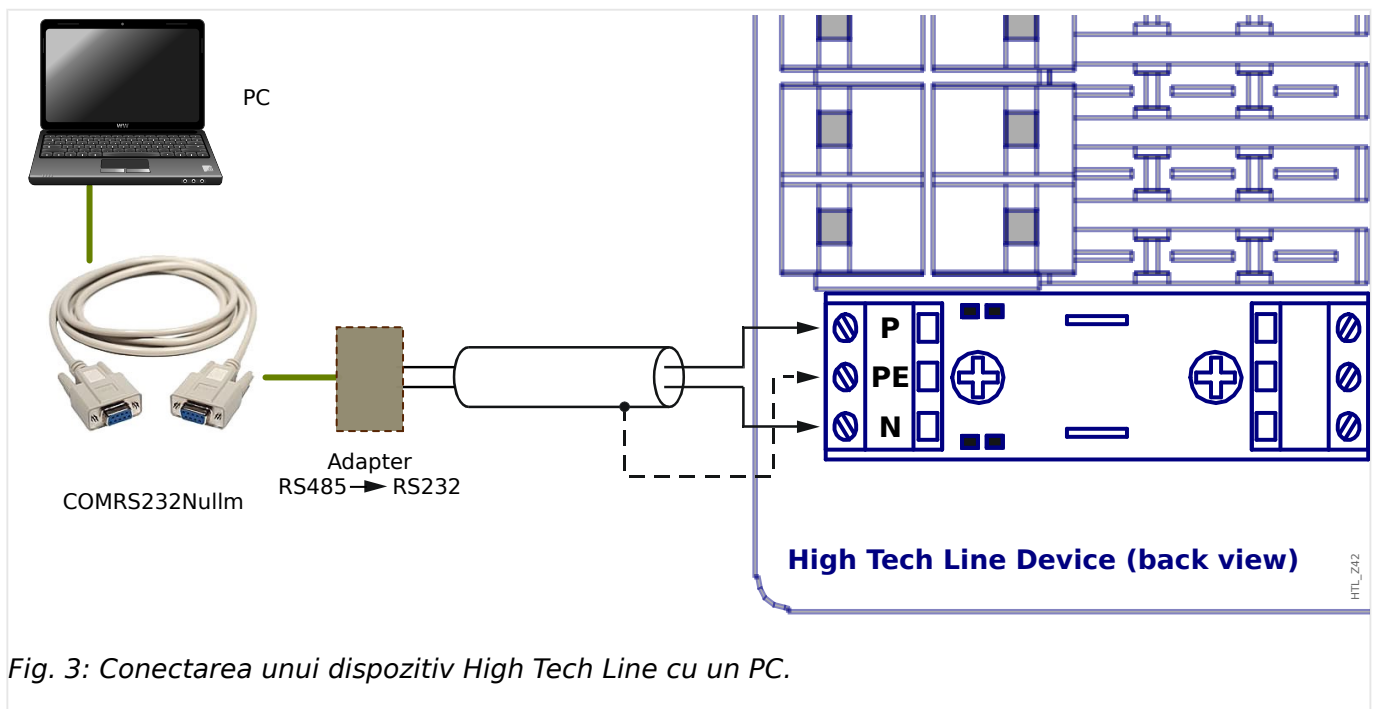 PC
P
PE
N
Adapter
RS485 → RS232
COMRS232Nullm
High Tech Line Device (back view)
HTL_Z42
Fig. 3: Conectarea unui dispozitiv High Tech Line cu un PC.